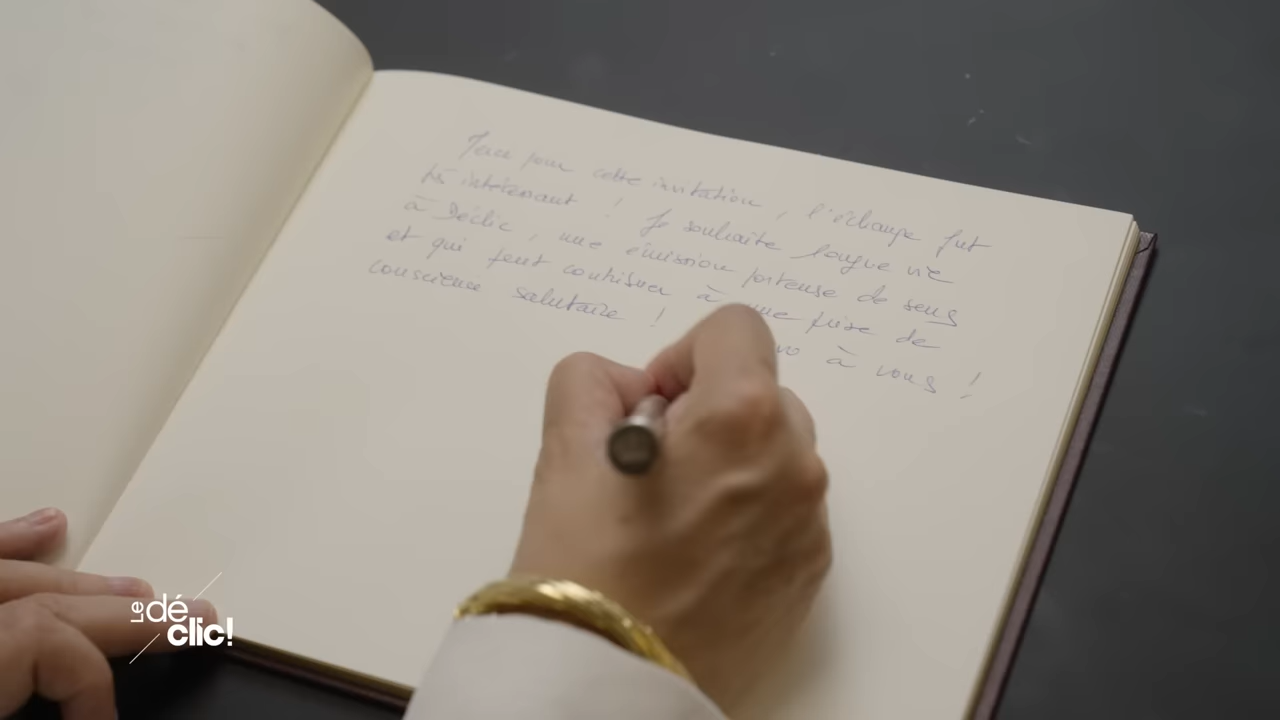 Merci pour cette invitation, l'échange fut
très intéressant ! Je souhaite longue vie
à Déclic, une émission porteuse de sens
et qui peut contribuer à une prise de
conscience salutaire ! à vous !
Le déclic!